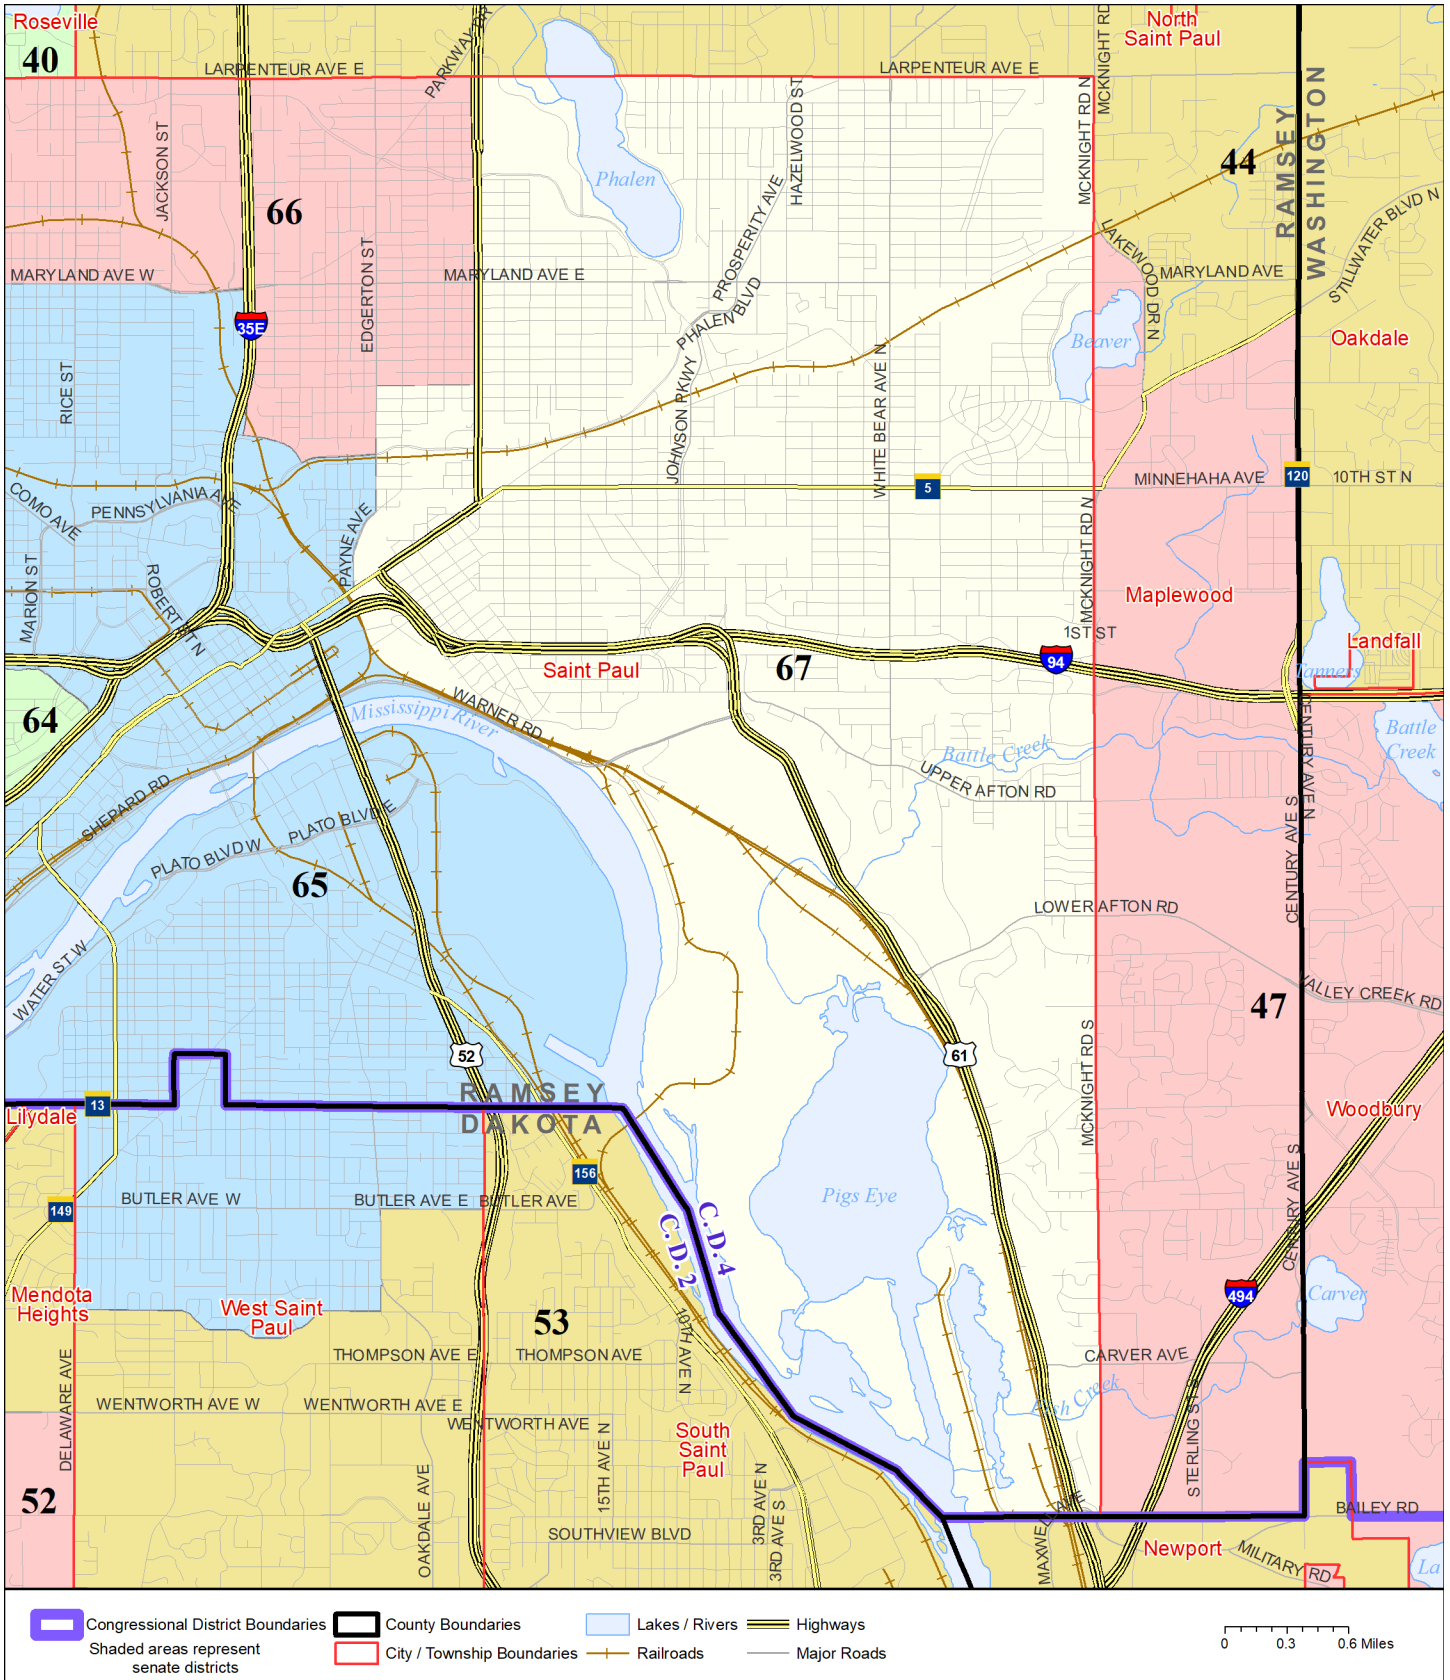 Roseville
40
LARPENTEUR AVE E
PARKWAY DR
LARPENTEUR AVE E
MCKNIGHT RD
North
Saint Paul
RAMSEY
WASHINGTON
JACKSON ST
66
Phalen
HAZELWOOD ST
MCKNIGHT RD N
44
STILLWATER BLVD N
MARYLAND AVE W
EDGERTON ST
MARYLAND AVE E
PROSPERITY AVE
PHALEN BLVD
LAKEWOOD DR N
MARYLAND AVE
35E
Beaver
Oakdale
RICE ST
JOHNSON PKWY
WHITE BEAR AVE N
COMO AVE
PENNSYLVANIA AVE
PAYNE AVE
5
MINNEHAHA AVE
120
10TH ST N
MARION ST
ROBERT ST N
MCKNIGHT RD N
Maplewood
1ST ST
Landfall
Saint Paul
67
94
Tanners
64
WARNER RD
Mississippi River
CENTURY AVE N
Battle
Creek
Battle Creek
UPPER AFTON RD
SHEPARD RD
PLATO BLVD W
PLATO BLVD E
65
CENTURY AVE S
LOWER AFTON RD
WATER ST W
VALLEY CREEK RD
47
52
61
MCKNIGHT RD S
RAMSEY
DAKOTA
13
Lilydale
Woodbury
156
BUTLER AVE W
BUTLER AVE E
BUTLER AVE
149
Pigs Eye
C.D. 4
C.D. 2
CENTURY AVE S
Mendota
Heights
West Saint
Paul
53
10TH AVE N
494
Carver
DELAWARE AVE
THOMPSON AVE E
THOMPSON AVE
CARVER AVE
WENTWORTH AVE W
WENTWORTH AVE E
WENTWORTH AVE
Fish Creek
South
Saint
Paul
52
OAKDALE AVE
15TH AVE N
3RD AVE N
3RD AVE S
STERLING ST S
SOUTHVIEW BLVD
MAXWELL AVE
BAILEY RD
Newport
MILITARY RD
La
Congressional District Boundaries
County Boundaries
Lakes / Rivers
Highways
Shaded areas represent
senate districts
City / Township Boundaries
Railroads
Major Roads
0 0.3 0.6 Miles